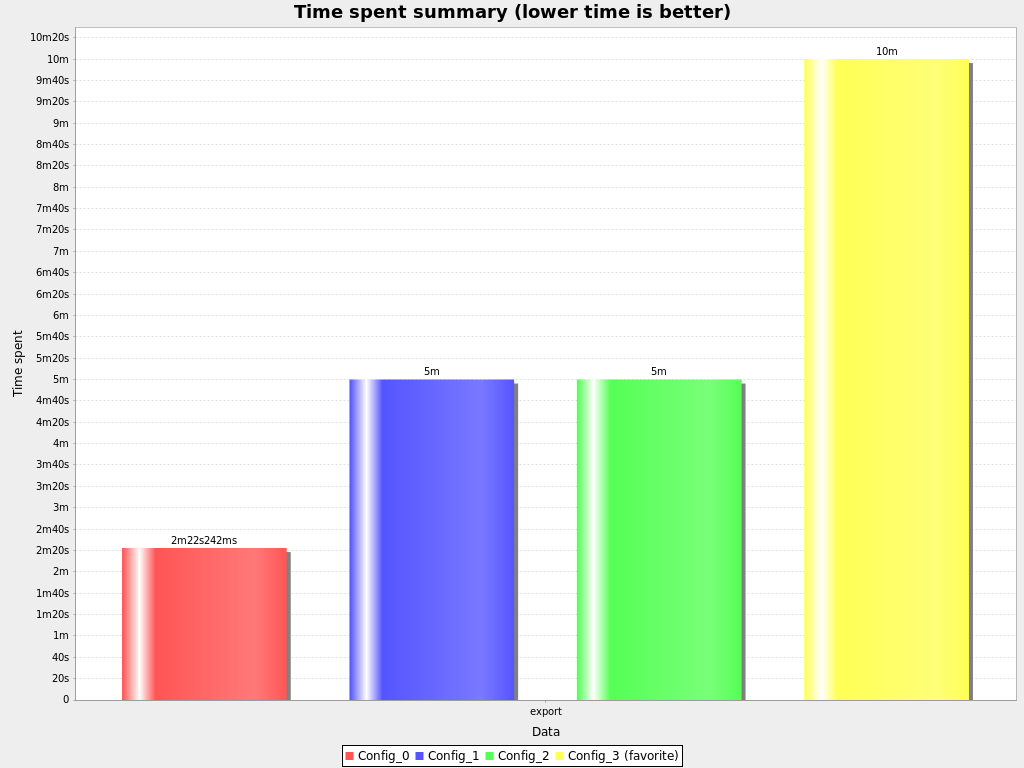 Time spent summary (lower time is better)
10m20s
10m
9m40s
9m20s
9m
8m40s
8m20s
8m
7m40s
7m20s
7m
6m40s
6m20s
6m
5m40s
5m20s
5m
4m40s
4m20s
4m
3m40s
3m20s
3m
2m40s
2m20s
2m
1m40s
1m20s
1m
40s
20s
0
Time spent
2m22s242ms
5m
5m
10m
export
Data
Config_0 Config_1 Config_2 Config_3 (favorite)